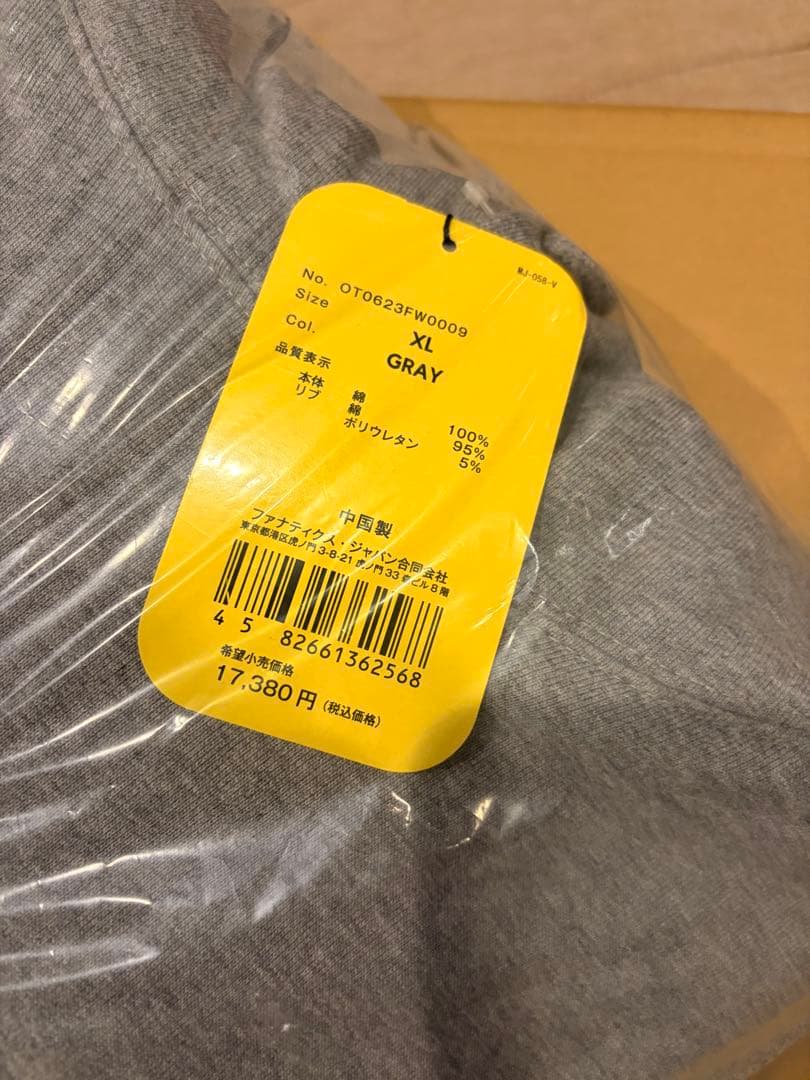 MJ-058-V
No. OT0623FW0009
Size XL
Col. GRAY
品質表示
本体 綿 100%
リブ 綿 95%
ポリウレタン 5%
中国製
ファナティクス・ジャパン合同会社
東京都港区虎ノ門3-8-21 虎ノ門33森ビル8階
4582661362568
希望小売価格
17,380円(税込価格)